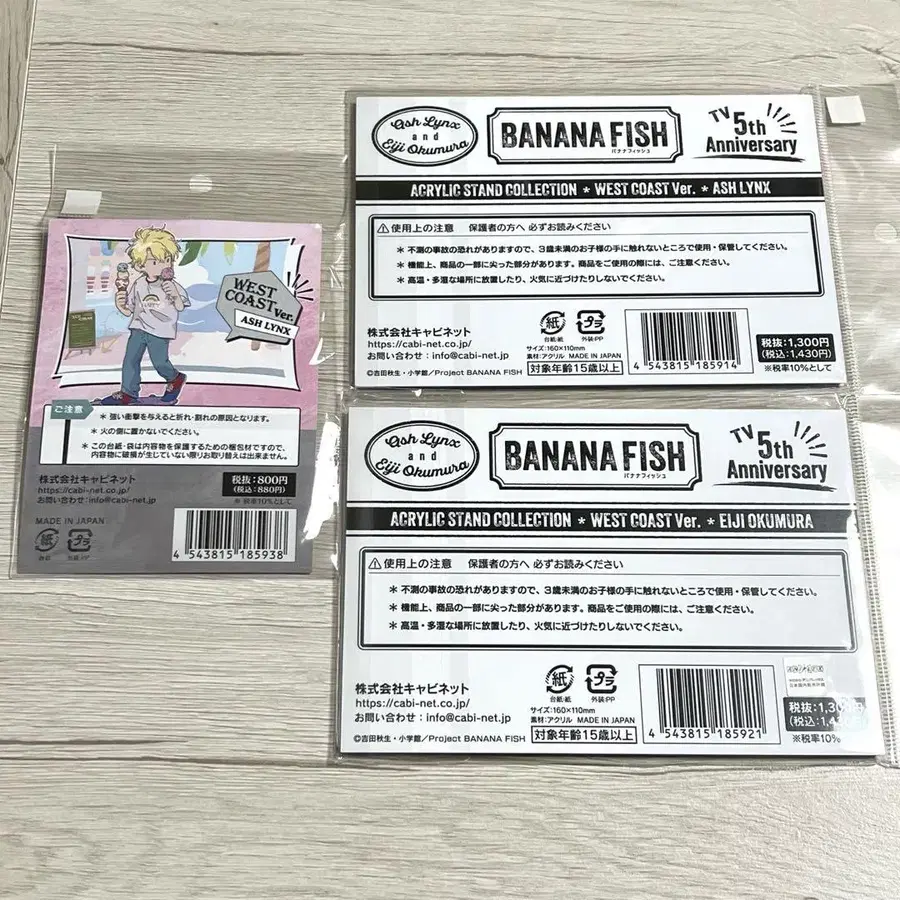 WEST
COAST Ver.
ASH LYNX
ご注意
＊ 強い衝撃を与えると折れ・割れの原因となります。
＊ 火の側に置かないでください。
＊ この台紙・袋は内容物を保護するための梱包材ですので、
内容物に破損が生じていない限りお取り替えは出来ません。
株式会社キャビネット
https://cabi-net.co.jp/
お問い合わせ：info@cabi-net.jp
税抜：800円
(税込：880円)
※ 税率10%として
MADE IN JAPAN
紙
台紙
プラ
外装:PP
4 543815 185938
Ash Lynx
and
Eiji Okumura
BANANA FISH
バナナフィッシュ
TV 5th
Anniversary
ACRYLIC STAND COLLECTION ＊ WEST COAST Ver. ＊ ASH LYNX
⚠使用上の注意 保護者の方へ 必ずお読みください
＊ 不測の事故の恐れがありますので、3歳未満のお子様の手に触れないところで使用・保管してください。
＊ 機能上、商品の一部に尖った部分があります。商品をご使用の際には、ご注意ください。
＊ 高温・多湿な場所に放置したり、火気に近づけたりしないでください。
株式会社キャビネット
https://cabi-net.co.jp/
お問い合わせ：info@cabi-net.jp
©吉田秋生・小学館／Project BANANA FISH
紙
台紙/紙
プラ
外装:PP
サイズ：160×110mm
素材：アクリル MADE IN JAPAN
対象年齢15歳以上
4 543815 185914
税抜：1,300円
(税込：1,430円)
※税率10%として
Ash Lynx
and
Eiji Okumura
BANANA FISH
バナナフィッシュ
TV 5th
Anniversary
ACRYLIC STAND COLLECTION ＊ WEST COAST Ver. ＊ EIJI OKUMURA
⚠使用上の注意 保護者の方へ 必ずお読みください
＊ 不測の事故の恐れがありますので、3歳未満のお子様の手に触れないところで使用・保管してください。
＊ 機能上、商品の一部に尖った部分があります。商品をご使用の際には、ご注意ください。
＊ 高温・多湿な場所に放置したり、火気に近づけたりしないでください。
株式会社キャビネット
https://cabi-net.co.jp/
お問い合わせ：info@cabi-net.jp
©吉田秋生・小学館／Project BANANA FISH
紙
台紙/紙
プラ
外装:PP
サイズ：160×110mm
素材：アクリル MADE IN JAPAN
対象年齢15歳以上
4 543815 185921
税抜：1,30
(税込：1,4
※税率10%